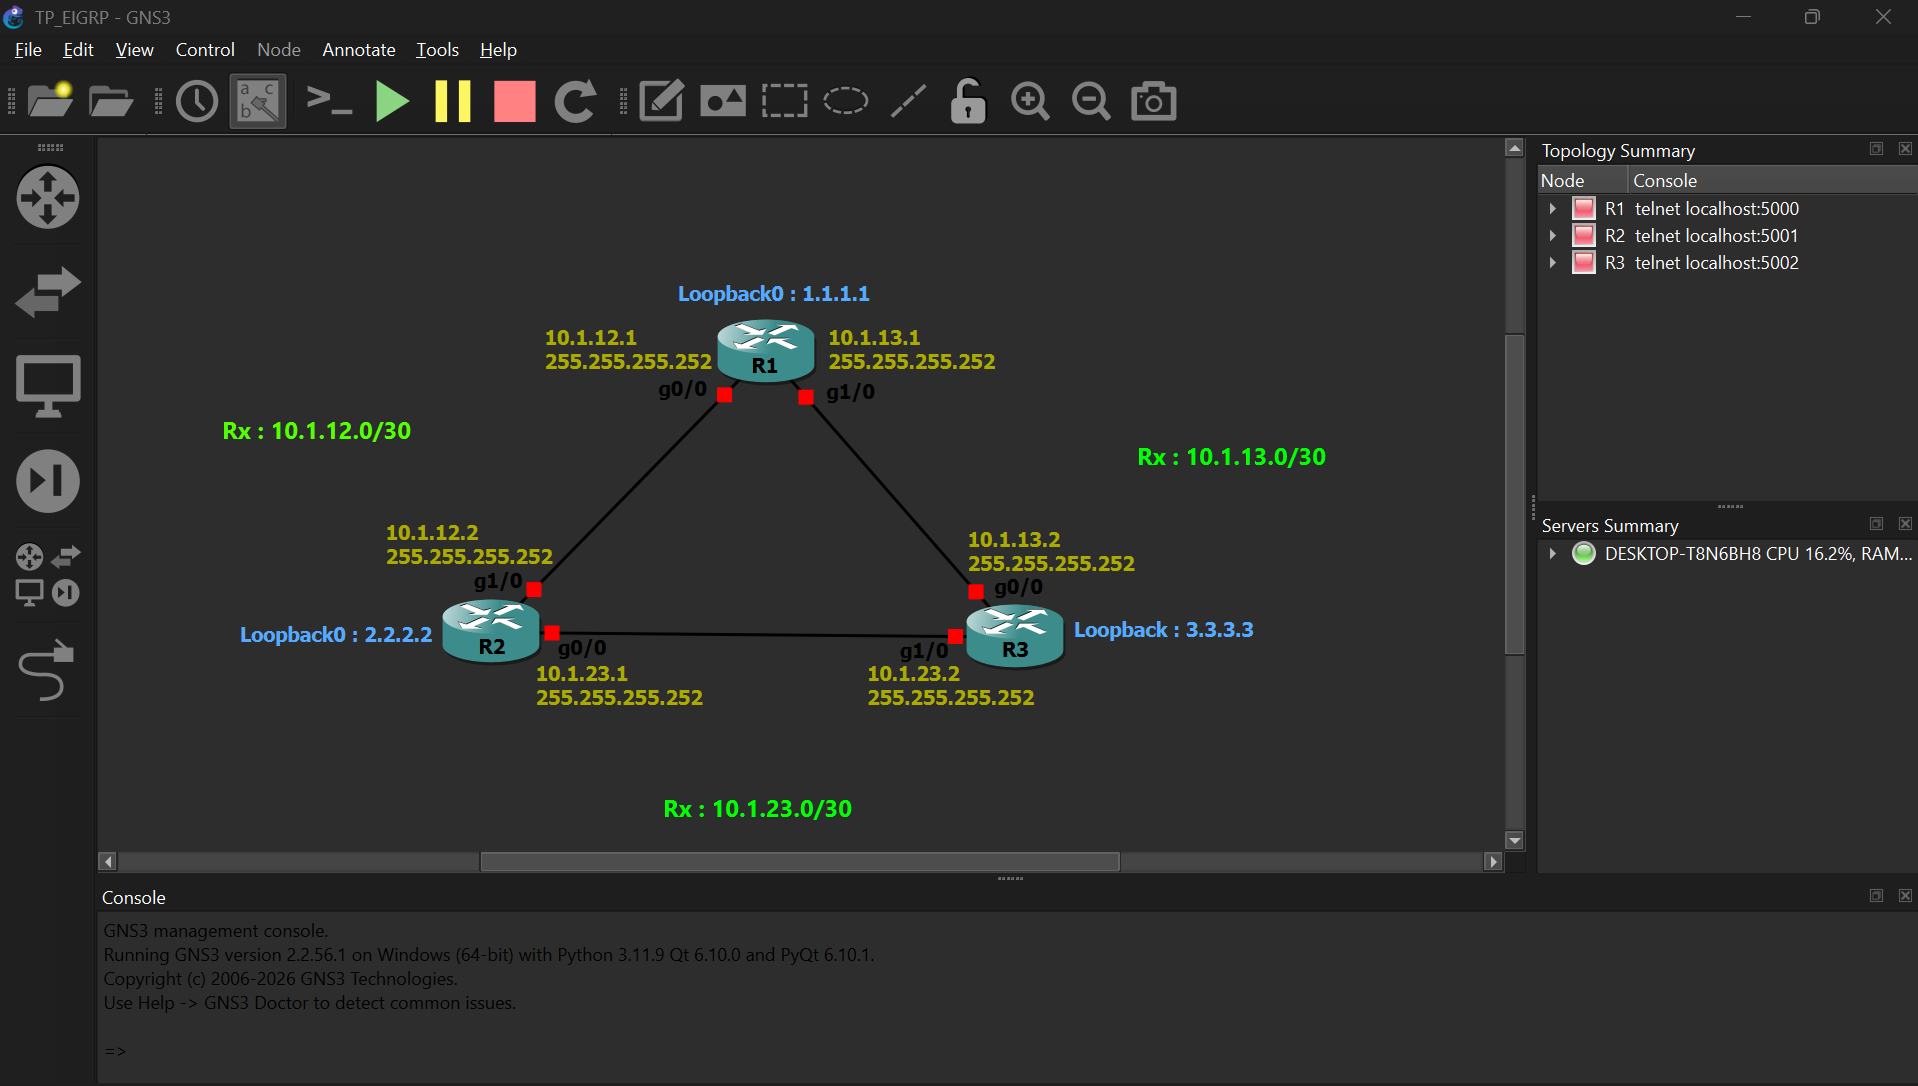 TP_EIGRP - GNS3
File Edit View Control Node Annotate Tools Help
a c
b
Topology Summary
Node Console
R1 telnet localhost:5000
R2 telnet localhost:5001
R3 telnet localhost:5002
Loopback0 : 1.1.1.1
10.1.12.1
255.255.255.252
10.1.13.1
255.255.255.252
R1
g0/0
g1/0
Rx : 10.1.12.0/30
Rx : 10.1.13.0/30
10.1.12.2
255.255.255.252
g1/0
10.1.13.2
255.255.255.252
g0/0
Loopback0 : 2.2.2.2
R2
g0/0
10.1.23.1
255.255.255.252
g1/0
10.1.23.2
255.255.255.252
R3
Loopback : 3.3.3.3
Rx : 10.1.23.0/30
Servers Summary
DESKTOP-T8N6BH8 CPU 16.2%, RAM...
Console
GNS3 management console.
Running GNS3 version 2.2.56.1 on Windows (64-bit) with Python 3.11.9 Qt 6.10.0 and PyQt 6.10.1.
Copyright (c) 2006-2026 GNS3 Technologies.
Use Help -> GNS3 Doctor to detect common issues.
=>